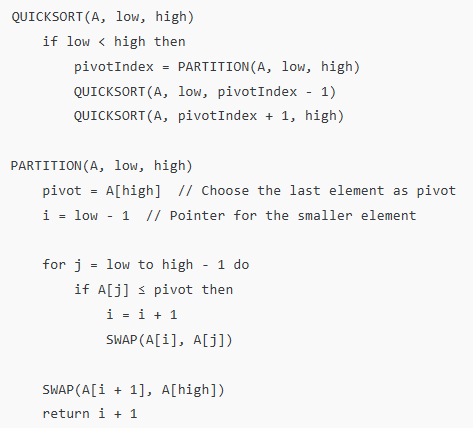 QUICKSORT(A, low, high)
    if low < high then
        pivotIndex = PARTITION(A, low, high)
        QUICKSORT(A, low, pivotIndex - 1)
        QUICKSORT(A, pivotIndex + 1, high)

PARTITION(A, low, high)
    pivot = A[high]  // Choose the last element as pivot
    i = low - 1  // Pointer for the smaller element

    for j = low to high - 1 do
        if A[j] ≤ pivot then
            i = i + 1
            SWAP(A[i], A[j])

    SWAP(A[i + 1], A[high])
    return i + 1